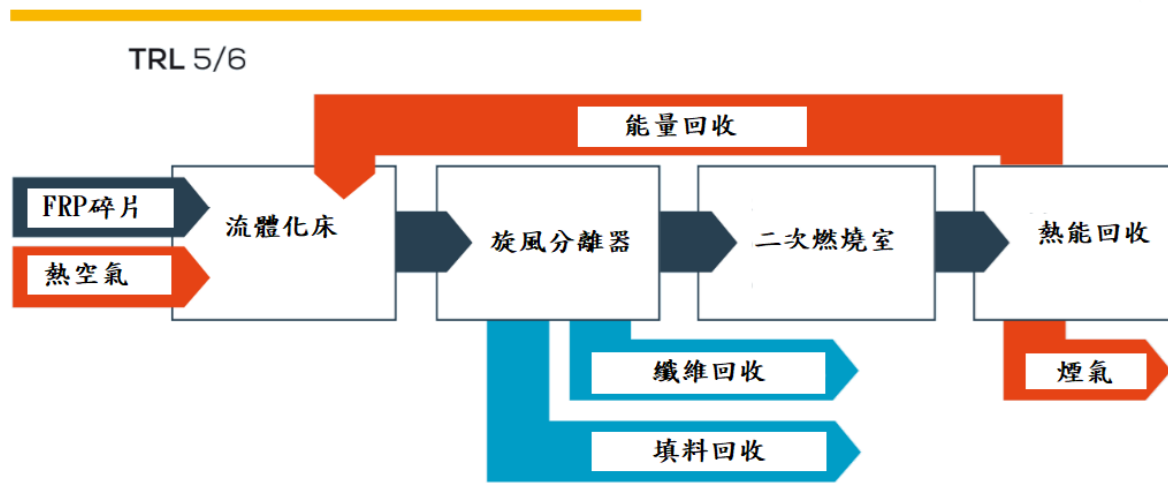 TRL 5/6
能量回收
FRP碎片
熱空氣
流體化床
旋風分離器
二次燃燒室
熱能回收
纖維回收
填料回收
煙氣